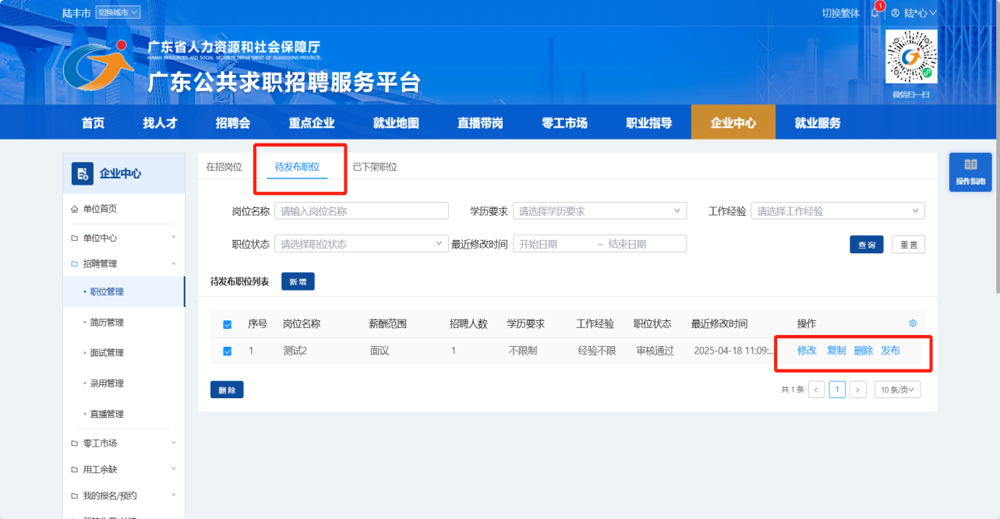 陆丰市 切换城市 切换繁体 1 陆*心
广东省人力资源和社会保障厅
HUMAN RESOURCES AND SOCIAL SECURITY DEPARTMENT OF GUANGDONG PROVINCE
广东公共求职招聘服务平台
微信扫一扫
首页 找人才 招聘会 重点企业 就业地图 直播带岗 零工市场 职业指导 企业中心 就业服务
企业中心
单位首页
单位中心
招聘管理
· 职位管理
· 简历管理
· 面试管理
· 录用管理
· 直播管理
零工市场
用工余缺
我的报名/预约
在招岗位 待发布职位 已下架职位
岗位名称 请输入岗位名称 学历要求 请选择学历要求 工作经验 请选择工作经验
职位状态 请选择职位状态 最近修改时间 开始日期 ~ 结束日期 查询 重置
待发布职位列表 新增
序号 岗位名称 薪酬范围 招聘人数 学历要求 工作经验 职位状态 最近修改时间 操作
1 测试2 面议 1 不限制 经验不限 审核通过 2025-04-18 11:09:... 修改 复制 删除 发布
删除 共1条 < 1 > 10 条/页
操作指南